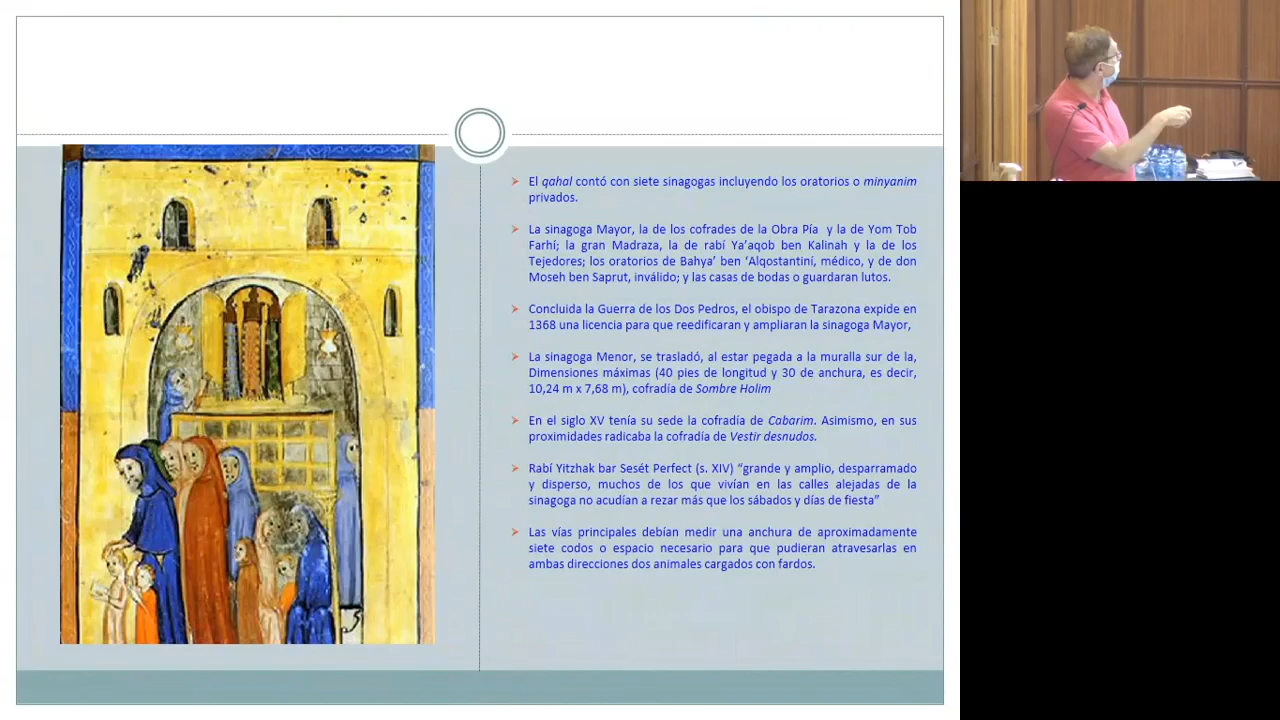 El qahal contó con siete sinagogas incluyendo los oratorios o minyanim
privados.
La sinagoga Mayor, la de los cofrades de la Obra Pía y la de Yom Tob
Farhí; la gran Madraza, la de rabí Ya’aqob ben Kalinah y la de los
Tejedores; los oratorios de Bahya’ ben ‘Alqostantiní, médico, y de don
Moseh ben Saprut, inválido; y las casas de bodas o guardaran lutos.
Concluida la Guerra de los Dos Pedros, el obispo de Tarazona expide en
1368 una licencia para que reedificaran y ampliaran la sinagoga Mayor,
La sinagoga Menor, se trasladó, al estar pegada a la muralla sur de la,
Dimensiones máximas (40 pies de longitud y 30 de anchura, es decir,
10,24 m x 7,68 m), cofradía de Sombre Holim
En el siglo XV tenía su sede la cofradía de Cabarim. Asimismo, en sus
proximidades radicaba la cofradía de Vestir desnudos.
Rabí Yitzhak bar Sesét Perfect (s. XIV) “grande y amplio, desparramado
y disperso, muchos de los que vivían en las calles alejadas de la
sinagoga no acudían a rezar más que los sábados y días de fiesta”
Las vías principales debían medir una anchura de aproximadamente
siete codos o espacio necesario para que pudieran atravesarlas en
ambas direcciones dos animales cargados con fardos.